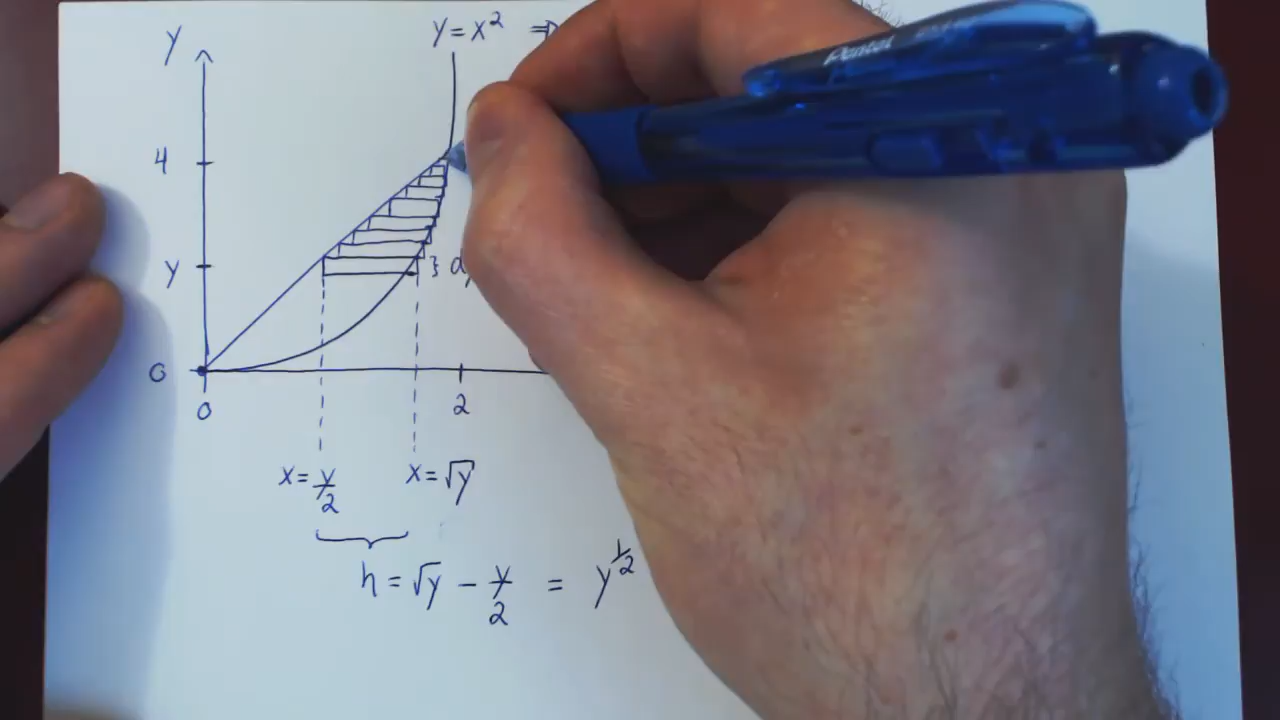 y = x² ⇒
Pentel
y
4
y
} d
0
0
2
x = y/2
x = √y
h = √y − y/2 = y^1/2